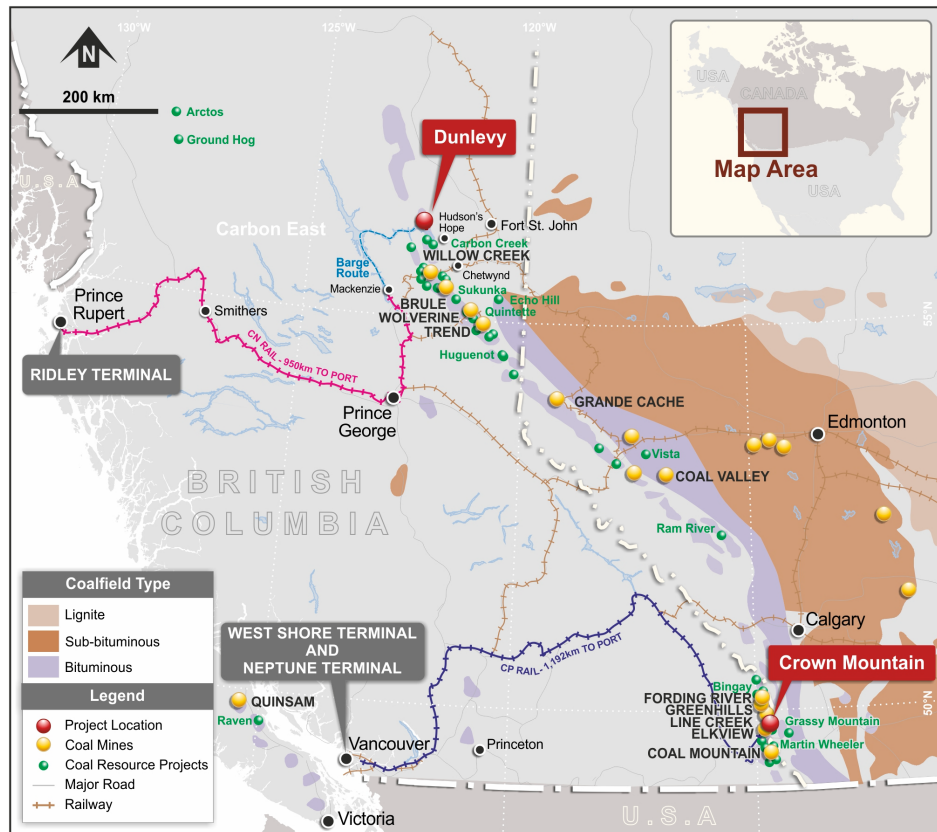 130°W
120°W
N
200 km
Arctos
Ground Hog
U.S.A
USA
CANADA
USA
Map Area
Dunlevy
Hudson's
Hope
Fort St. John
Carbon East
Carbon Creek
WILLOW CREEK
Barge
Route
Chetwynd
Mackenzie
Sukunka
Echo Hill
BRULE
Quintette
WOLVERINE
TREND
Huguenot
55°N
Prince
Rupert
Smithers
CN RAIL - 950km TO PORT
RIDLEY TERMINAL
Prince
George
GRANDE CACHE
Edmonton
Vista
COAL VALLEY
BRITISH
COLUMBIA
Ram River
Coalfield Type
Lignite
Sub-bituminous
Bituminous
Legend
Project Location
Coal Mines
Coal Resource Projects
Major Road
Railway
WEST SHORE TERMINAL
AND
NEPTUNE TERMINAL
CP RAIL - 1,192km TO PORT
Calgary
Crown Mountain
Bingay
FORDING RIVER
GREENHILLS
LINE CREEK
ELKVIEW
COAL MOUNTAIN
Grassy Mountain
Martin Wheeler
50°N
QUINSAM
Raven
Vancouver
Princeton
Victoria
U.S.A